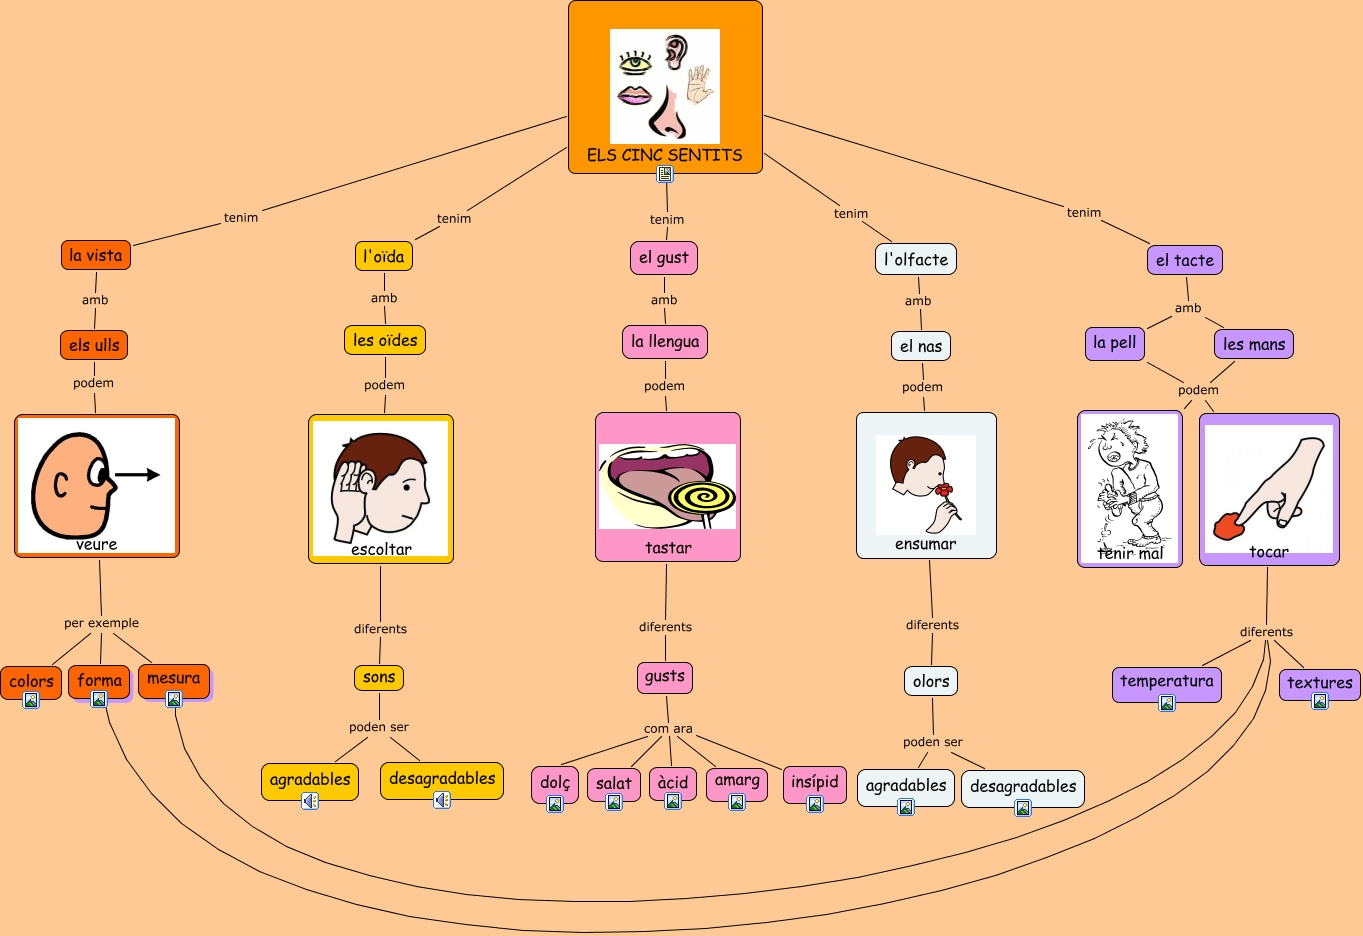 ELS CINC SENTITS
tenim
tenim
tenim
tenim
tenim
la vista
l'oïda
el gust
l'olfacte
el tacte
amb
amb
amb
amb
amb
els ulls
les oïdes
la llengua
el nas
la pell
les mans
podem
podem
podem
podem
podem
veure
escoltar
tastar
ensumar
tenir mal
tocar
per exemple
diferents
diferents
diferents
diferents
colors
forma
mesura
sons
gusts
olors
temperatura
textures
poden ser
com ara
poden ser
agradables
desagradables
dolç
salat
àcid
amarg
insípid
agradables
desagradables